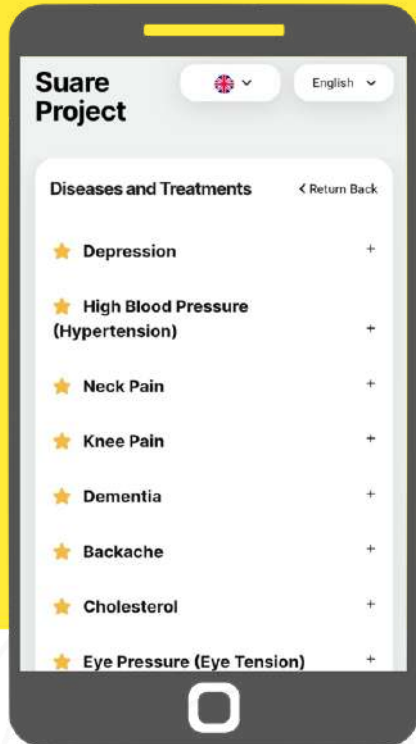 Suare
Project
English
Diseases and Treatments
Return Back
Depression
High Blood Pressure
(Hypertension)
Neck Pain
Knee Pain
Dementia
Backache
Cholesterol
Eye Pressure (Eye Tension)